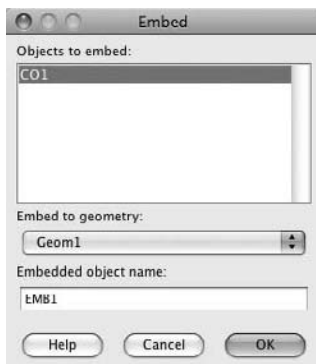 Embed
Objects to embed:
CO1
Embed to geometry:
Geom1
Embedded object name:
EMB1
Help Cancel OK